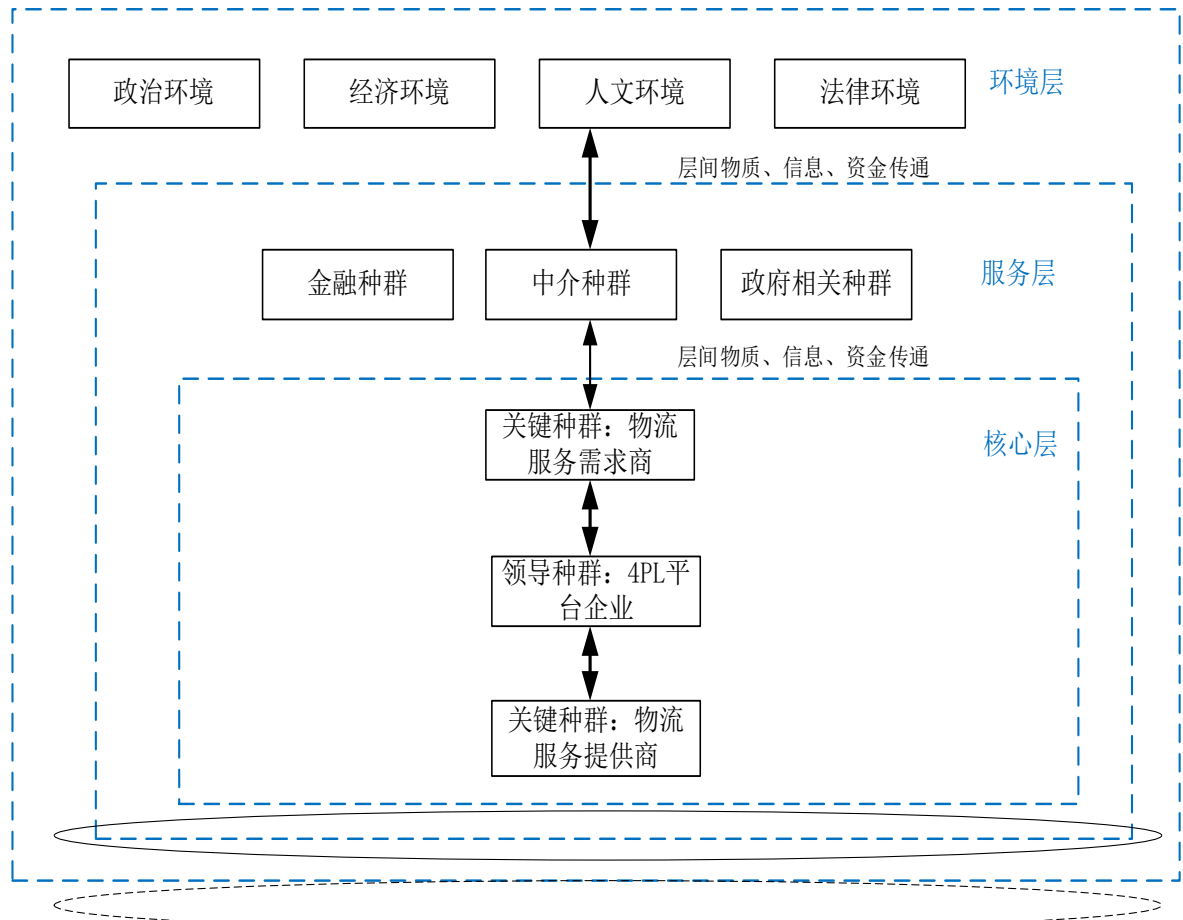 政治环境
经济环境
人文环境
法律环境
环境层
层间物质、信息、资金传通
金融种群
中介种群
政府相关种群
服务层
层间物质、信息、资金传通
关键种群：物流
服务需求商
核心层
领导种群：4PL平
台企业
关键种群：物流
服务提供商